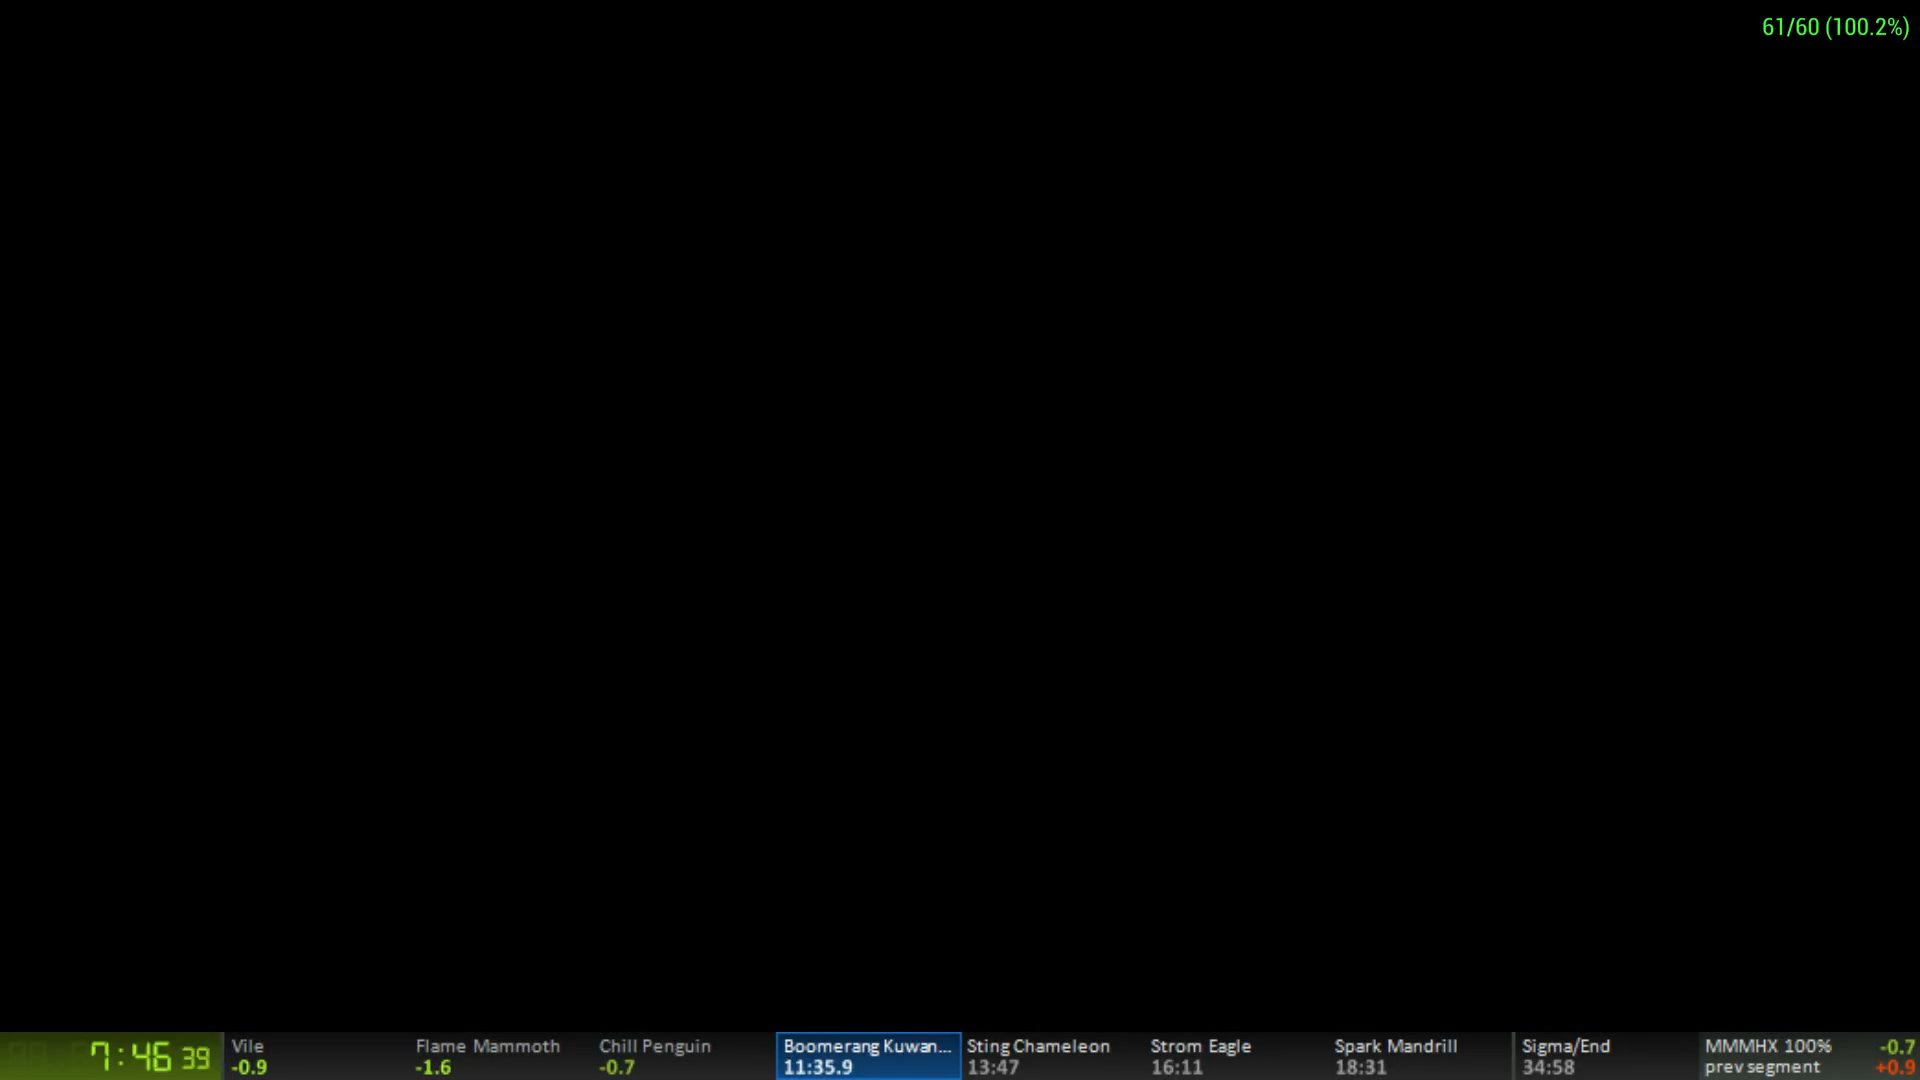 61/60 (100.2%)
7:46 39
Vile
-0.9
Flame Mammoth
-1.6
Chill Penguin
-0.7
Boomerang Kuwan...
11:35.9
Sting Chameleon
13:47
Strom Eagle
16:11
Spark Mandrill
18:31
Sigma/End
34:58
MMMHX 100% -0.7
prev segment +0.9